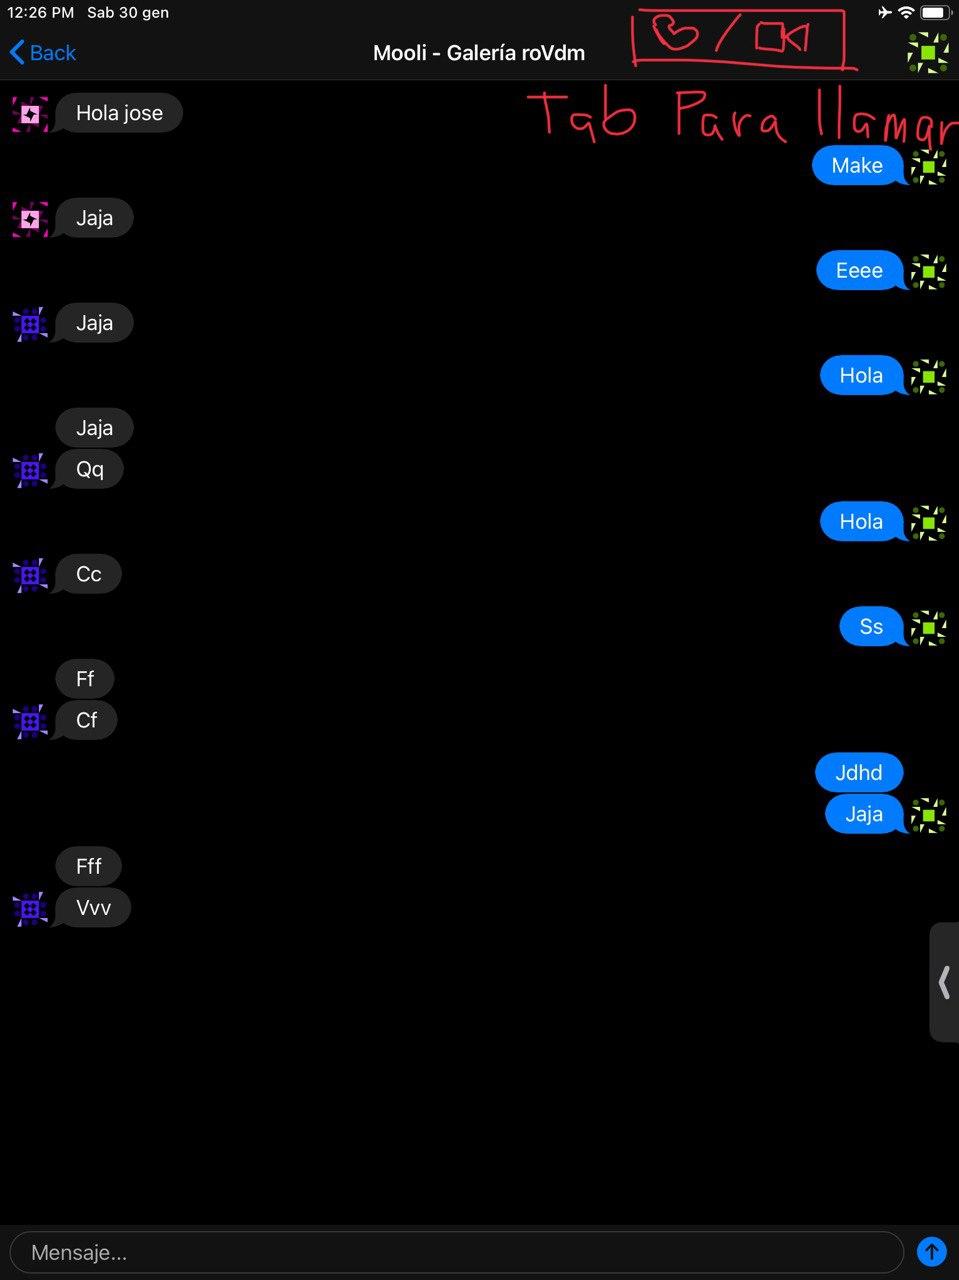 12:26 PM Sab 30 gen
Back
Mooli - Galería roVdm
/
Tab Para llamar
Hola jose
Make
Jaja
Eeee
Jaja
Hola
Jaja
Qq
Hola
Cc
Ss
Ff
Cf
Jdhd
Jaja
Fff
Vvv
Mensaje...